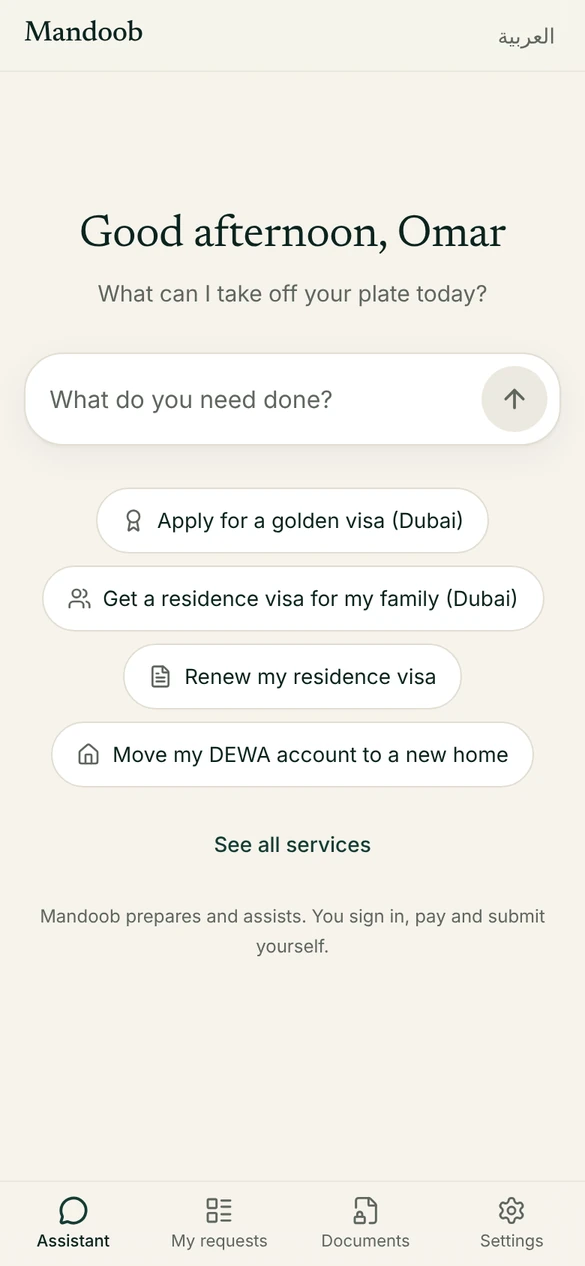 Mandoob
العربية
Good afternoon, Omar
What can I take off your plate today?
What do you need done?
Apply for a golden visa (Dubai)
Get a residence visa for my family (Dubai)
Renew my residence visa
Move my DEWA account to a new home
See all services
Mandoob prepares and assists. You sign in, pay and submit
yourself.
Assistant
My requests
Documents
Settings